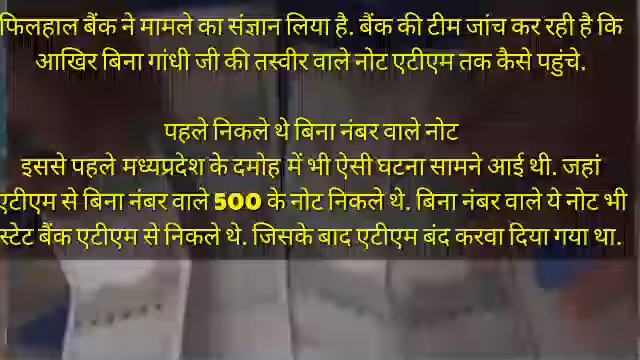 फिलहाल बैंक ने मामले का संज्ञान लिया है. बैंक की टीम जांच कर रही है कि
आखिर बिना गांधी जी की तस्वीर वाले नोट एटीएम तक कैसे पहुंचे.
पहले निकले थे बिना नंबर वाले नोट
इससे पहले मध्यप्रदेश के दमोह में भी ऐसी घटना सामने आई थी. जहां
एटीएम से बिना नंबर वाले 500 के नोट निकले थे. बिना नंबर वाले ये नोट भी
स्टेट बैंक एटीएम से निकले थे. जिसके बाद एटीएम बंद करवा दिया गया था.